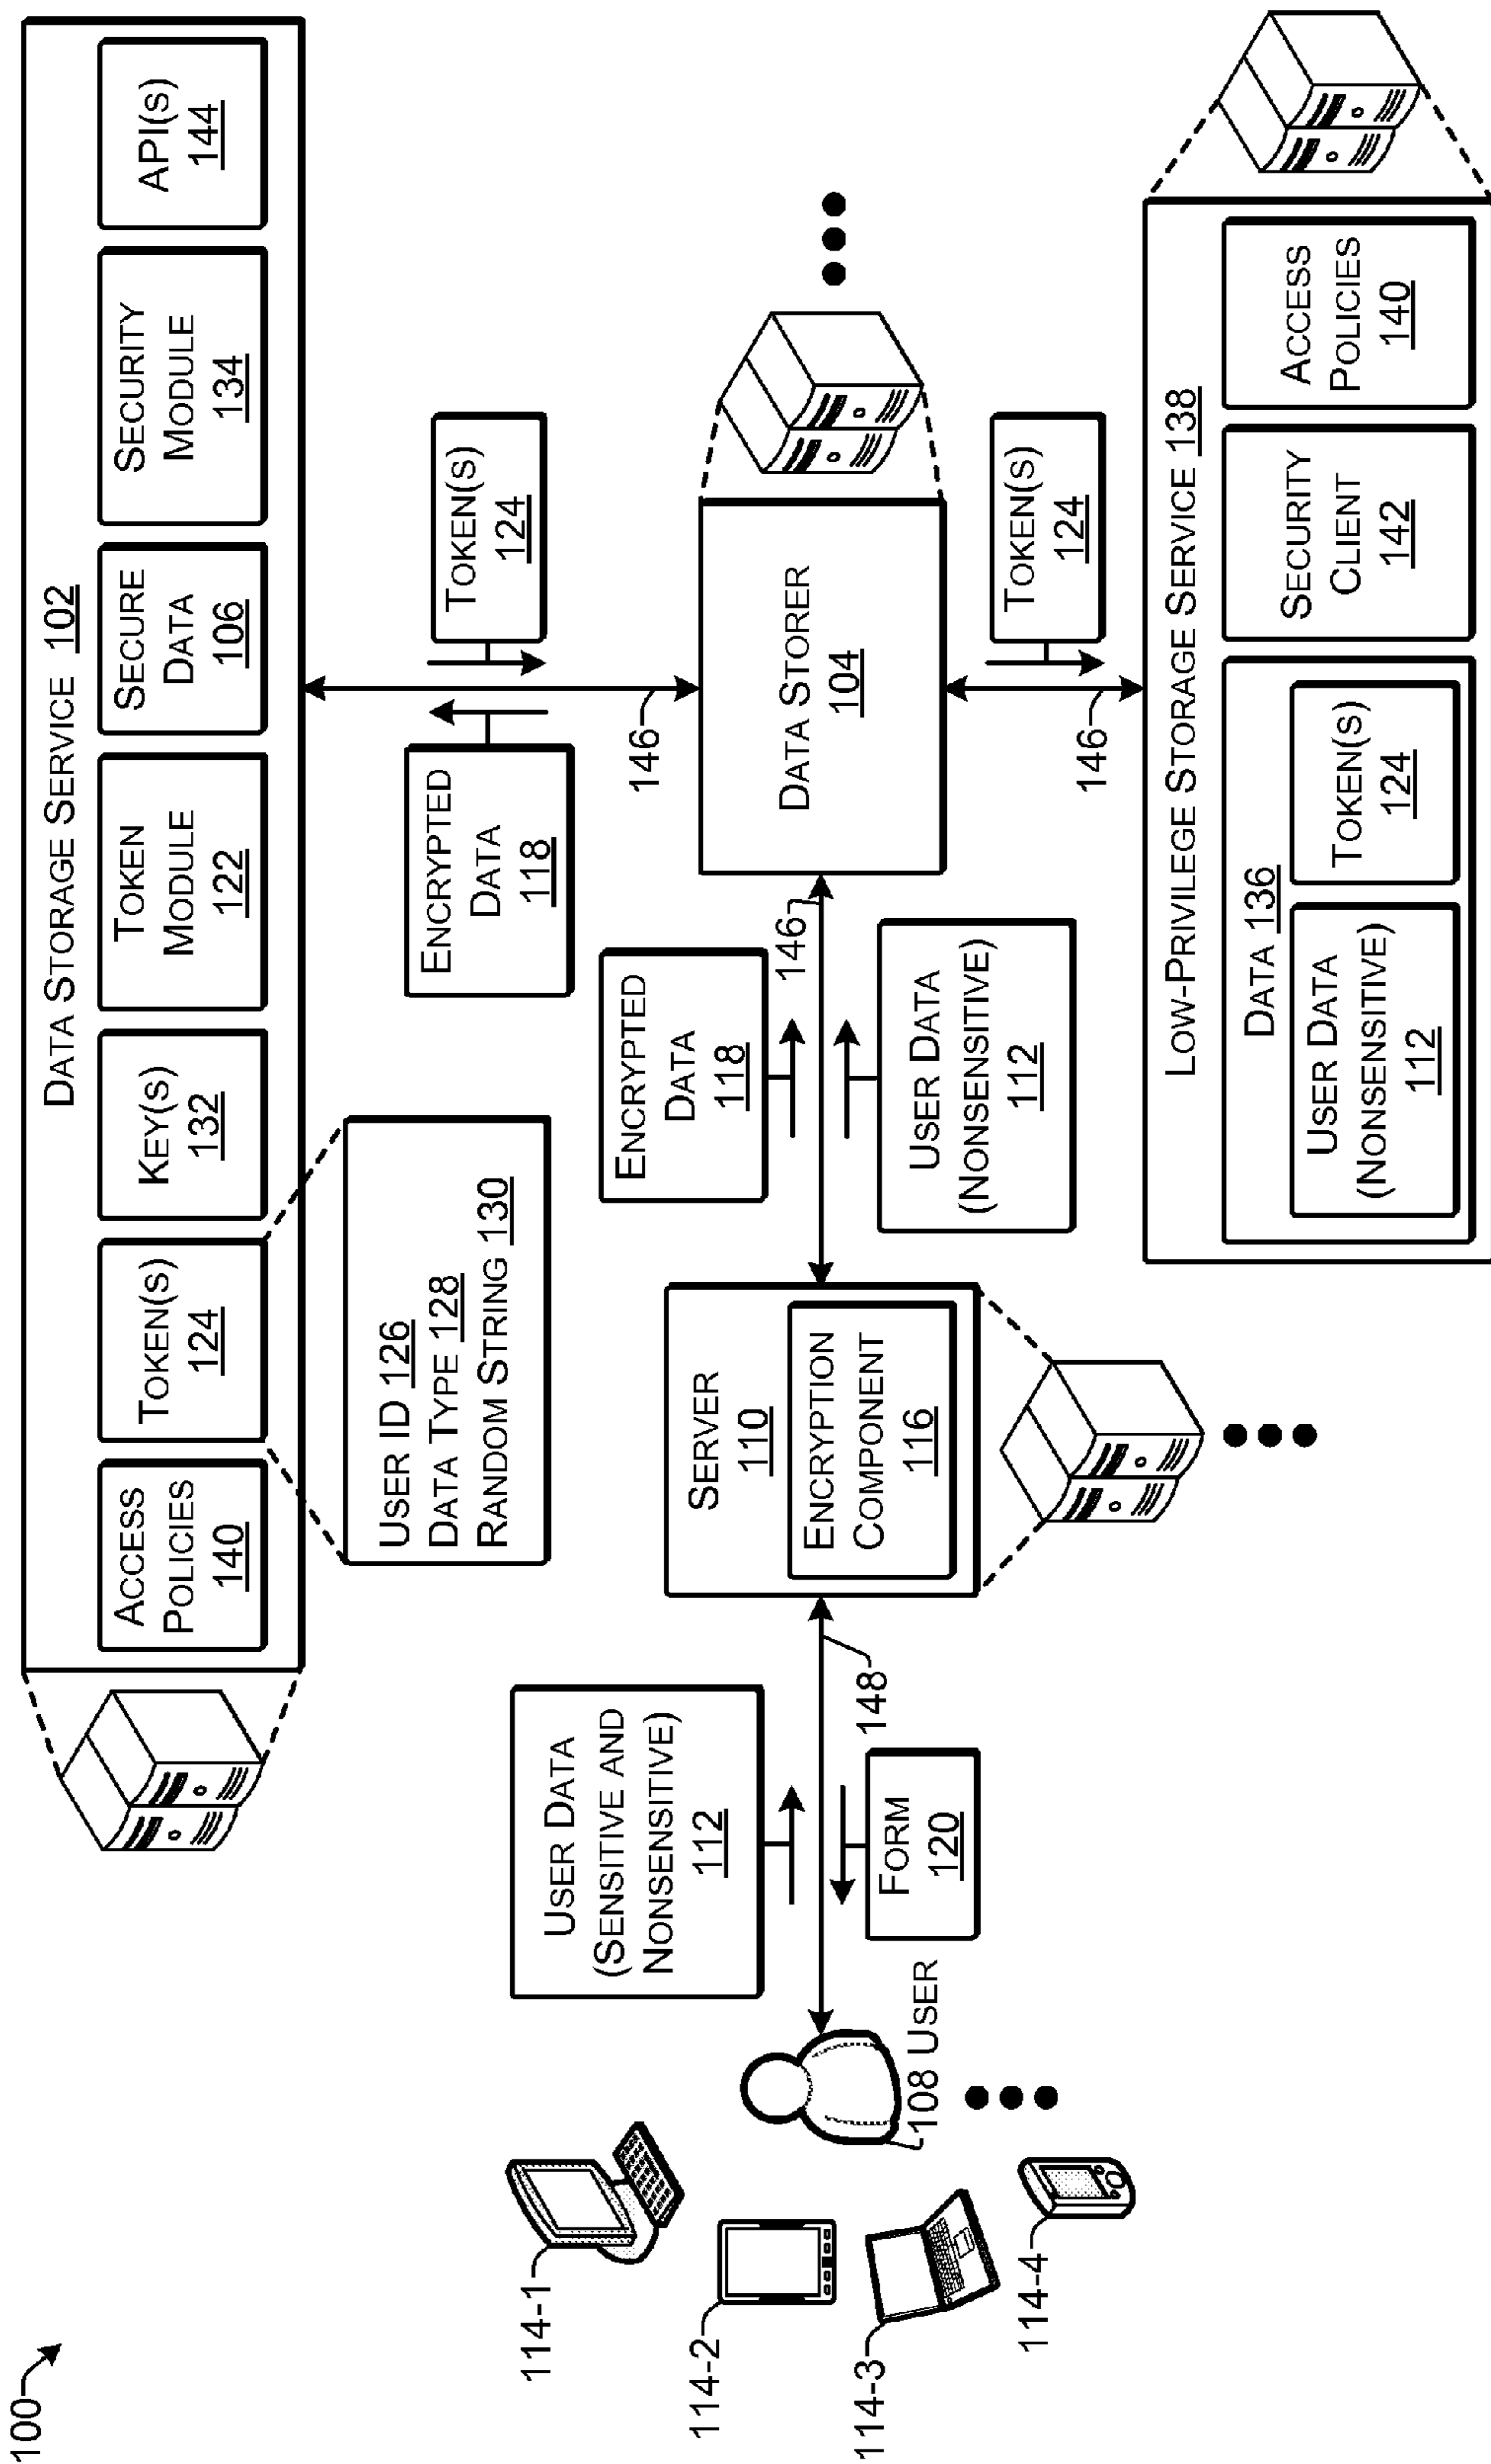 100
DATA STORAGE SERVICE 102
ACCESS
POLICIES
140
TOKEN(S)
124
KEY(S)
132
TOKEN
MODULE
122
SECURE
DATA
106
SECURITY
MODULE
134
API(S)
144
USER ID 126
DATA TYPE 128
RANDOM STRING 130
ENCRYPTED
DATA
118
TOKEN(S)
124
146
114-1
114-2
114-3
114-4
108 USER
USER DATA
(SENSITIVE AND
NONSENSITIVE)
112
148
FORM
120
SERVER
110
ENCRYPTION
COMPONENT
116
ENCRYPTED
DATA
118
146
USER DATA
(NONSENSITIVE)
112
DATA STORER
104
TOKEN(S)
124
146
LOW-PRIVILEGE STORAGE SERVICE 138
DATA 136
USER DATA
(NONSENSITIVE)
112
TOKEN(S)
124
SECURITY
CLIENT
142
ACCESS
POLICIES
140